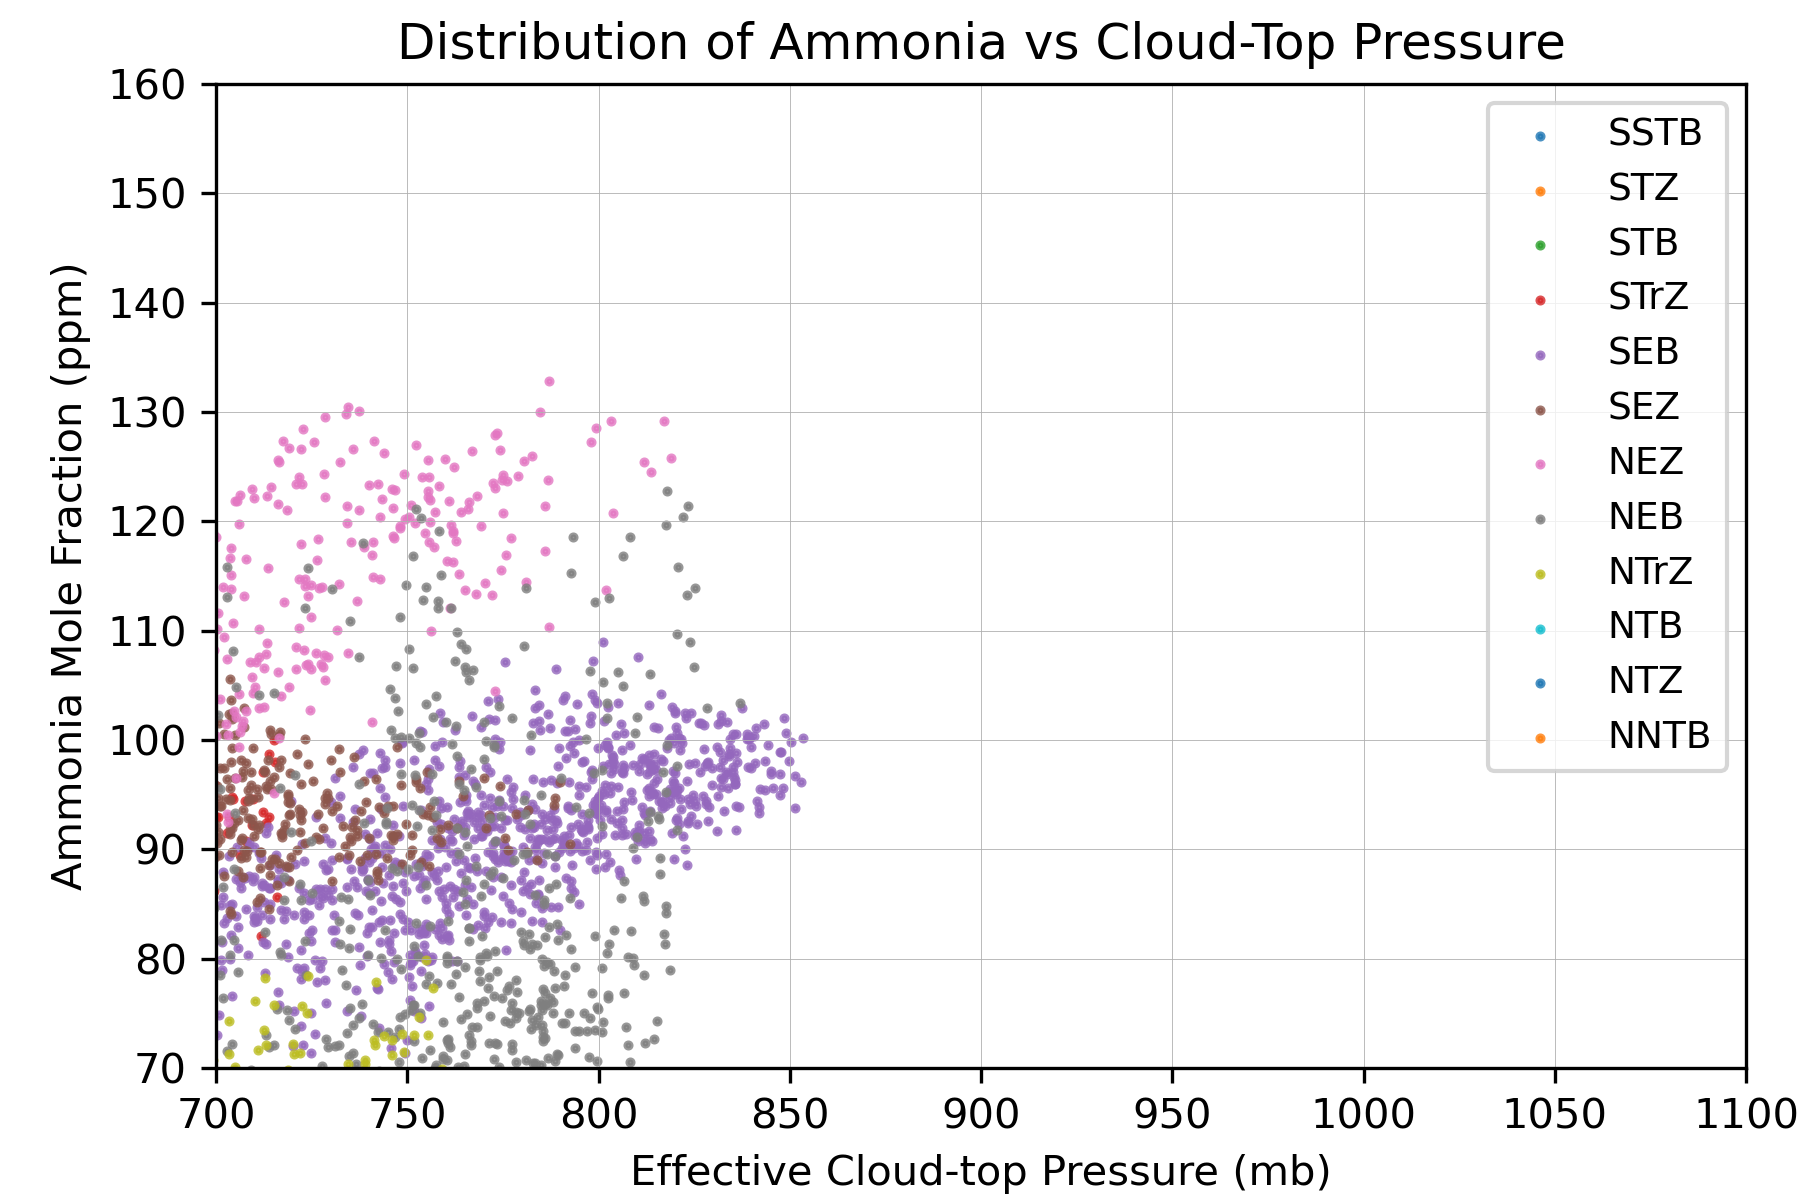 Distribution of Ammonia vs Cloud-Top Pressure
160
150
140
130
120
110
100
90
80
70
Ammonia Mole Fraction (ppm)
SSTB
STZ
STB
STrZ
SEB
SEZ
NEZ
NEB
NTrZ
NTB
NTZ
NNTB
700 750 800 850 900 950 1000 1050 1100
Effective Cloud-top Pressure (mb)